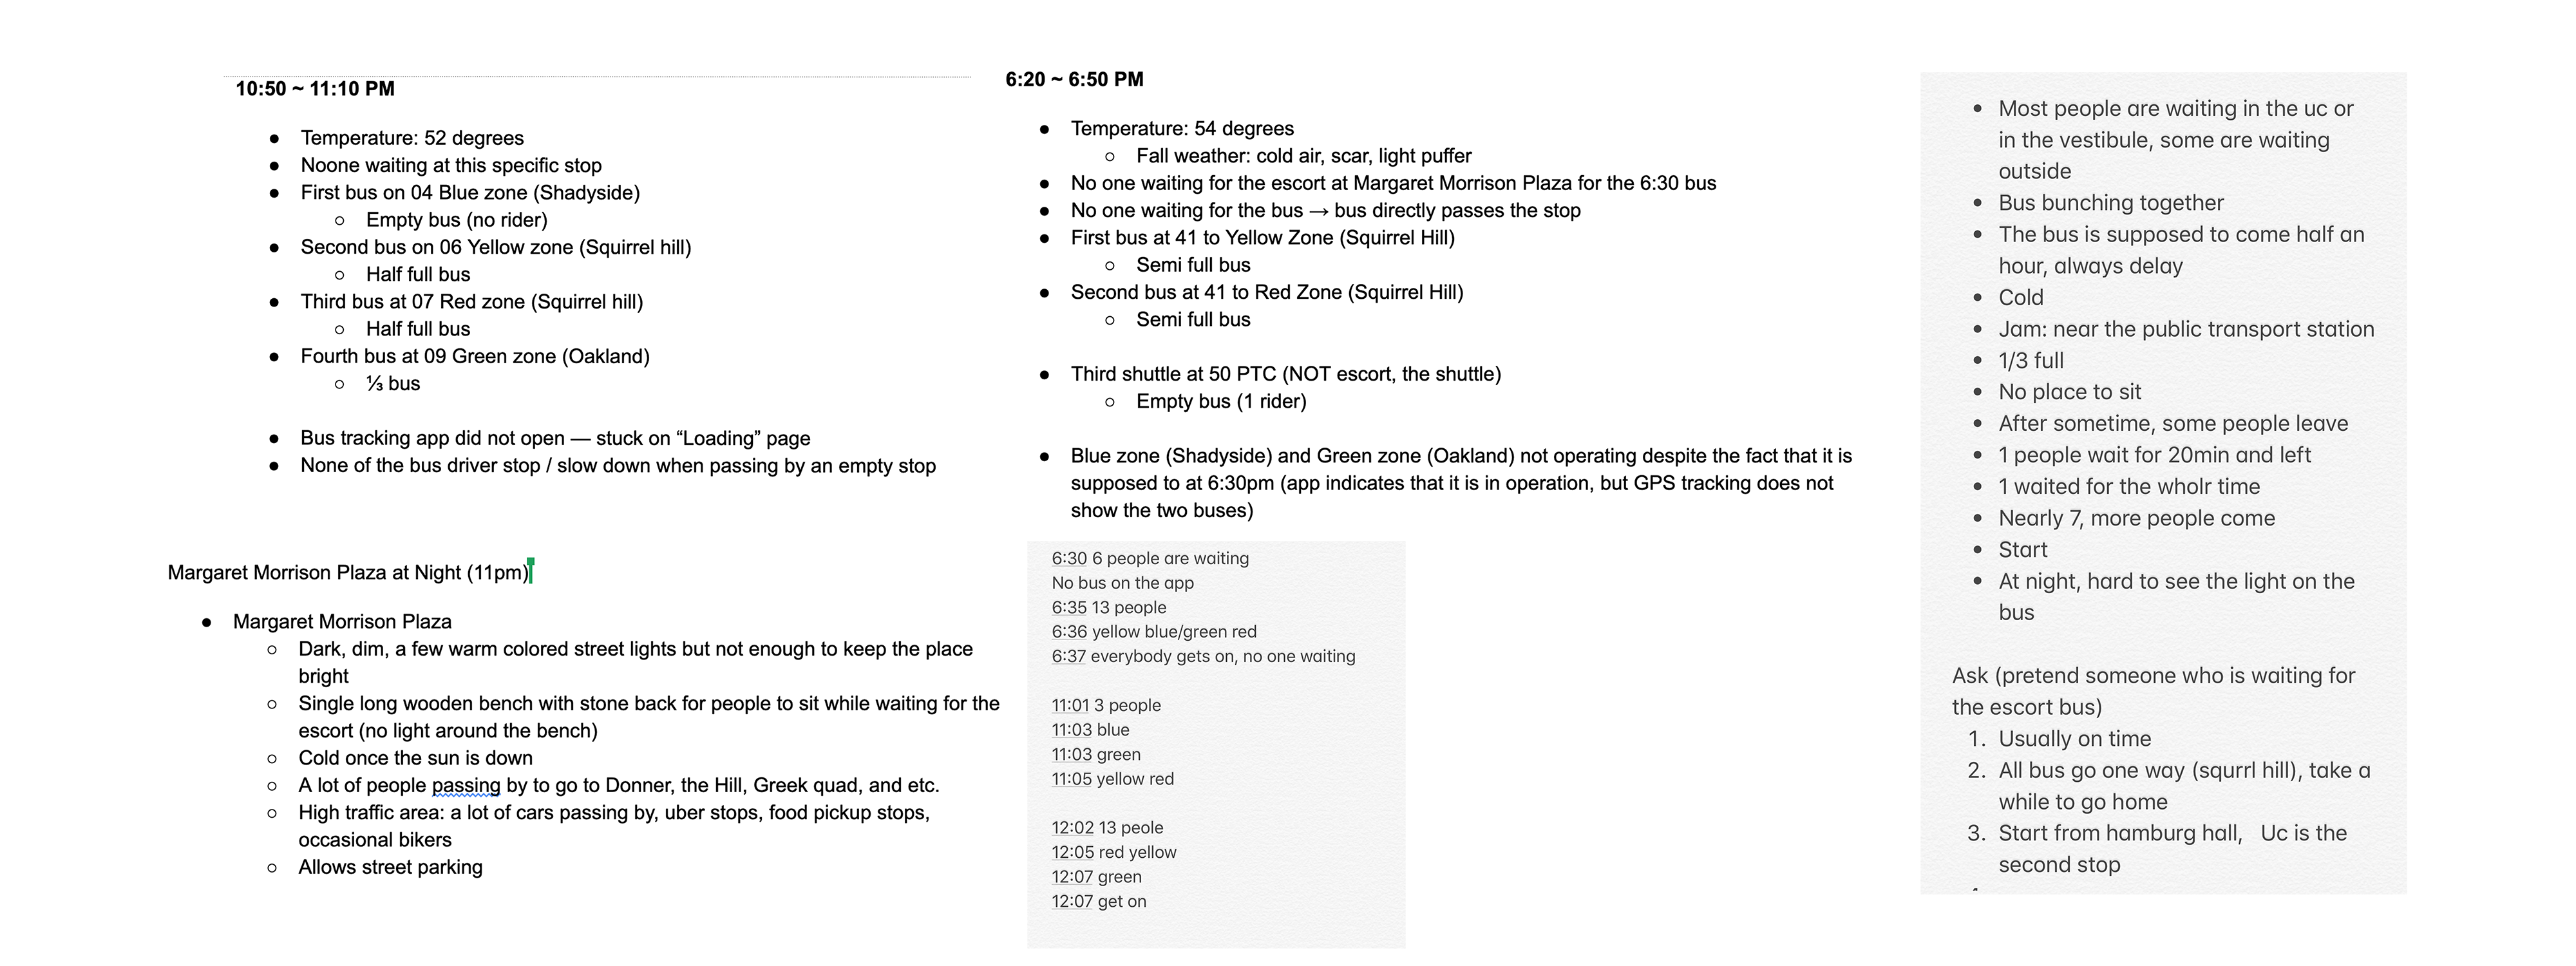 10:50 ~ 11:10 PM
● Temperature: 52 degrees
● Noone waiting at this specific stop
● First bus on 04 Blue zone (Shadyside)
○ Empty bus (no rider)
● Second bus on 06 Yellow zone (Squirrel hill)
○ Half full bus
● Third bus at 07 Red zone (Squirrel hill)
○ Half full bus
● Fourth bus at 09 Green zone (Oakland)
○ ⅓ bus
● Bus tracking app did not open — stuck on “Loading” page
● None of the bus driver stop / slow down when passing by an empty stop
Margaret Morrison Plaza at Night (11pm)
● Margaret Morrison Plaza
○ Dark, dim, a few warm colored street lights but not enough to keep the place
bright
○ Single long wooden bench with stone back for people to sit while waiting for the
escort (no light around the bench)
○ Cold once the sun is down
○ A lot of people passing by to go to Donner, the Hill, Greek quad, and etc.
○ High traffic area: a lot of cars passing by, uber stops, food pickup stops,
occasional bikers
○ Allows street parking
6:20 ~ 6:50 PM
● Temperature: 54 degrees
○ Fall weather: cold air, scar, light puffer
● No one waiting for the escort at Margaret Morrison Plaza for the 6:30 bus
● No one waiting for the bus → bus directly passes the stop
● First bus at 41 to Yellow Zone (Squirrel Hill)
○ Semi full bus
● Second bus at 41 to Red Zone (Squirrel Hill)
○ Semi full bus
● Third shuttle at 50 PTC (NOT escort, the shuttle)
○ Empty bus (1 rider)
● Blue zone (Shadyside) and Green zone (Oakland) not operating despite the fact that it is
supposed to at 6:30pm (app indicates that it is in operation, but GPS tracking does not
show the two buses)
6:30 6 people are waiting
No bus on the app
6:35 13 people
6:36 yellow blue/green red
6:37 everybody gets on, no one waiting
11:01 3 people
11:03 blue
11:03 green
11:05 yellow red
12:02 13 peole
12:05 red yellow
12:07 green
12:07 get on
• Most people are waiting in the uc or
in the vestibule, some are waiting
outside
• Bus bunching together
• The bus is supposed to come half an
hour, always delay
• Cold
• Jam: near the public transport station
• 1/3 full
• No place to sit
• After sometime, some people leave
• 1 people wait for 20min and left
• 1 waited for the wholr time
• Nearly 7, more people come
• Start
• At night, hard to see the light on the
bus
Ask (pretend someone who is waiting for
the escort bus)
1. Usually on time
2. All bus go one way (squrrl hill), take a
while to go home
3. Start from hamburg hall, Uc is the
second stop